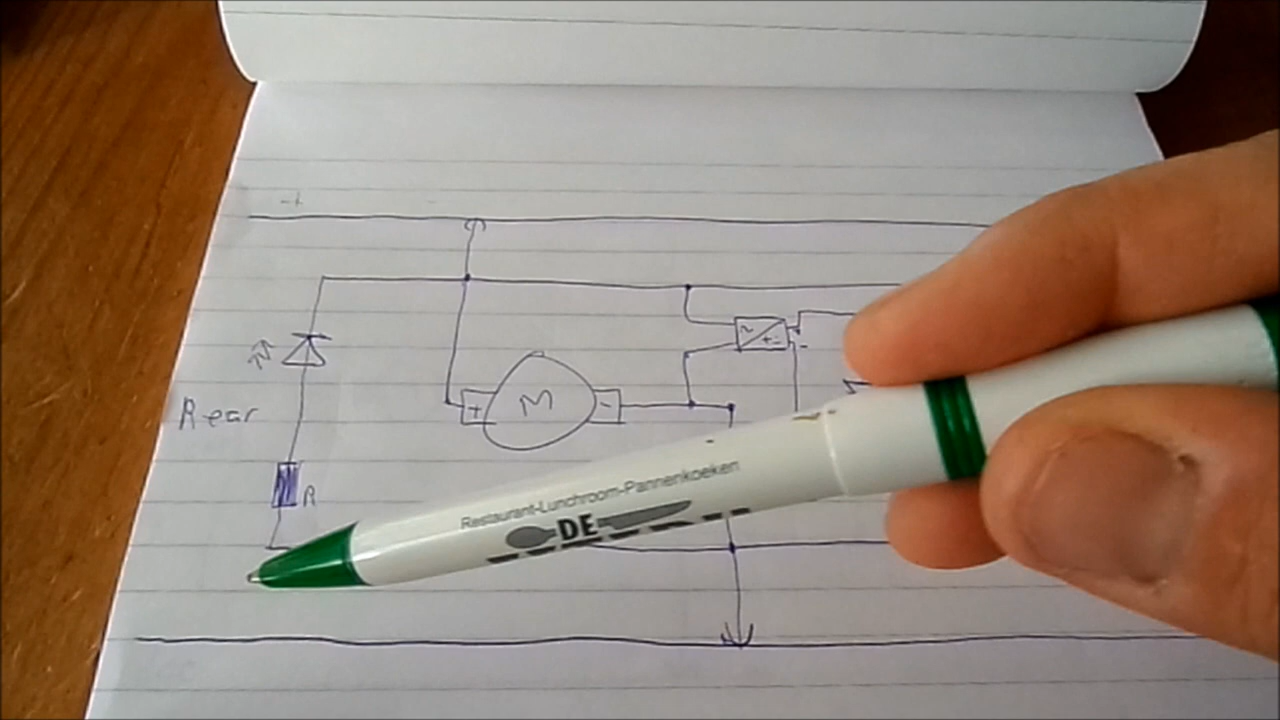 -+
~
+-
+
-
+ M -
Rear
R
Restaurant-Lunchroom-Pannenkoeken
DE